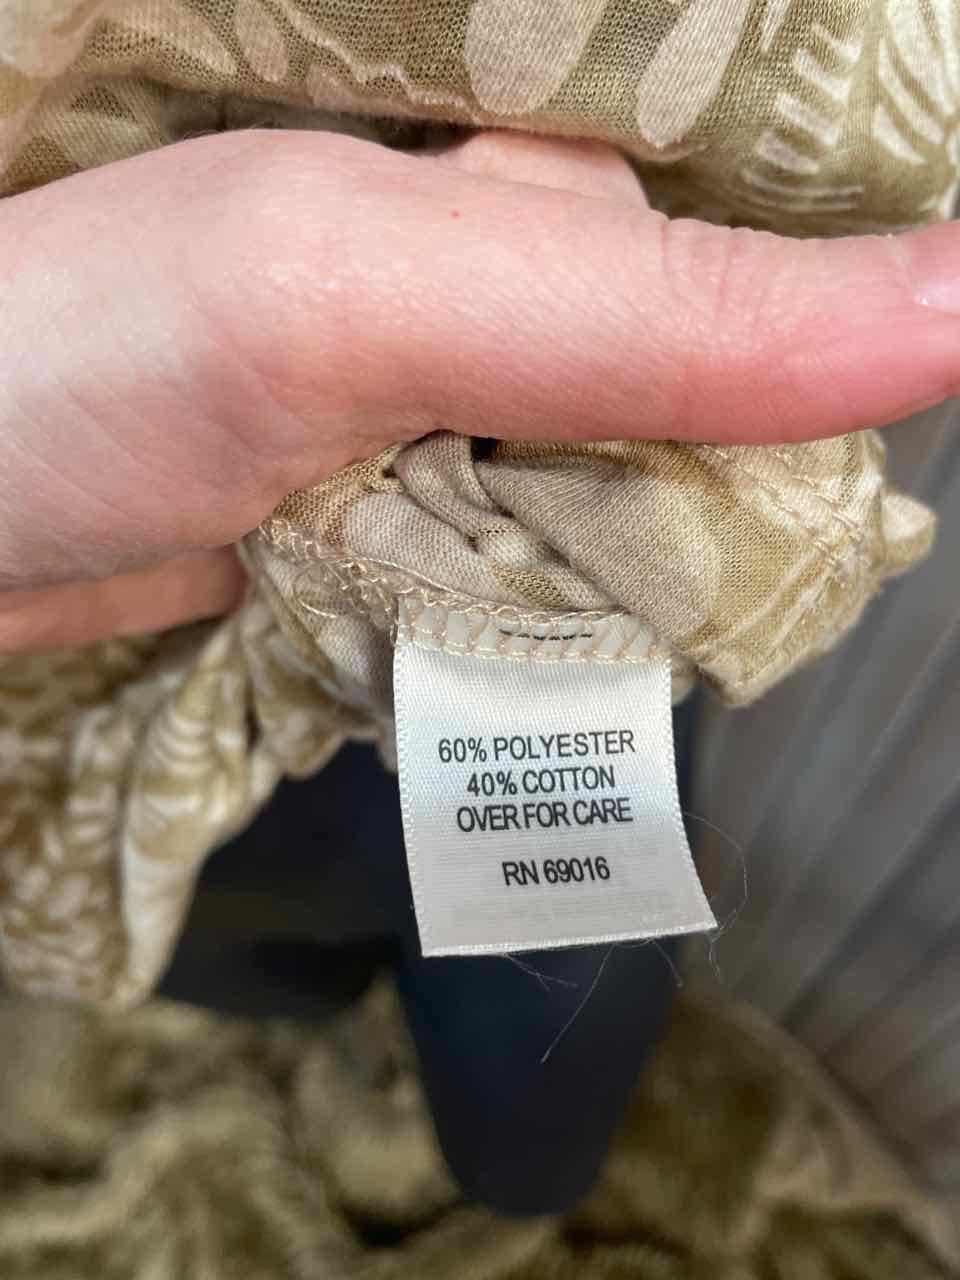 60% POLYESTER
40% COTTON
OVER FOR CARE
RN 69016